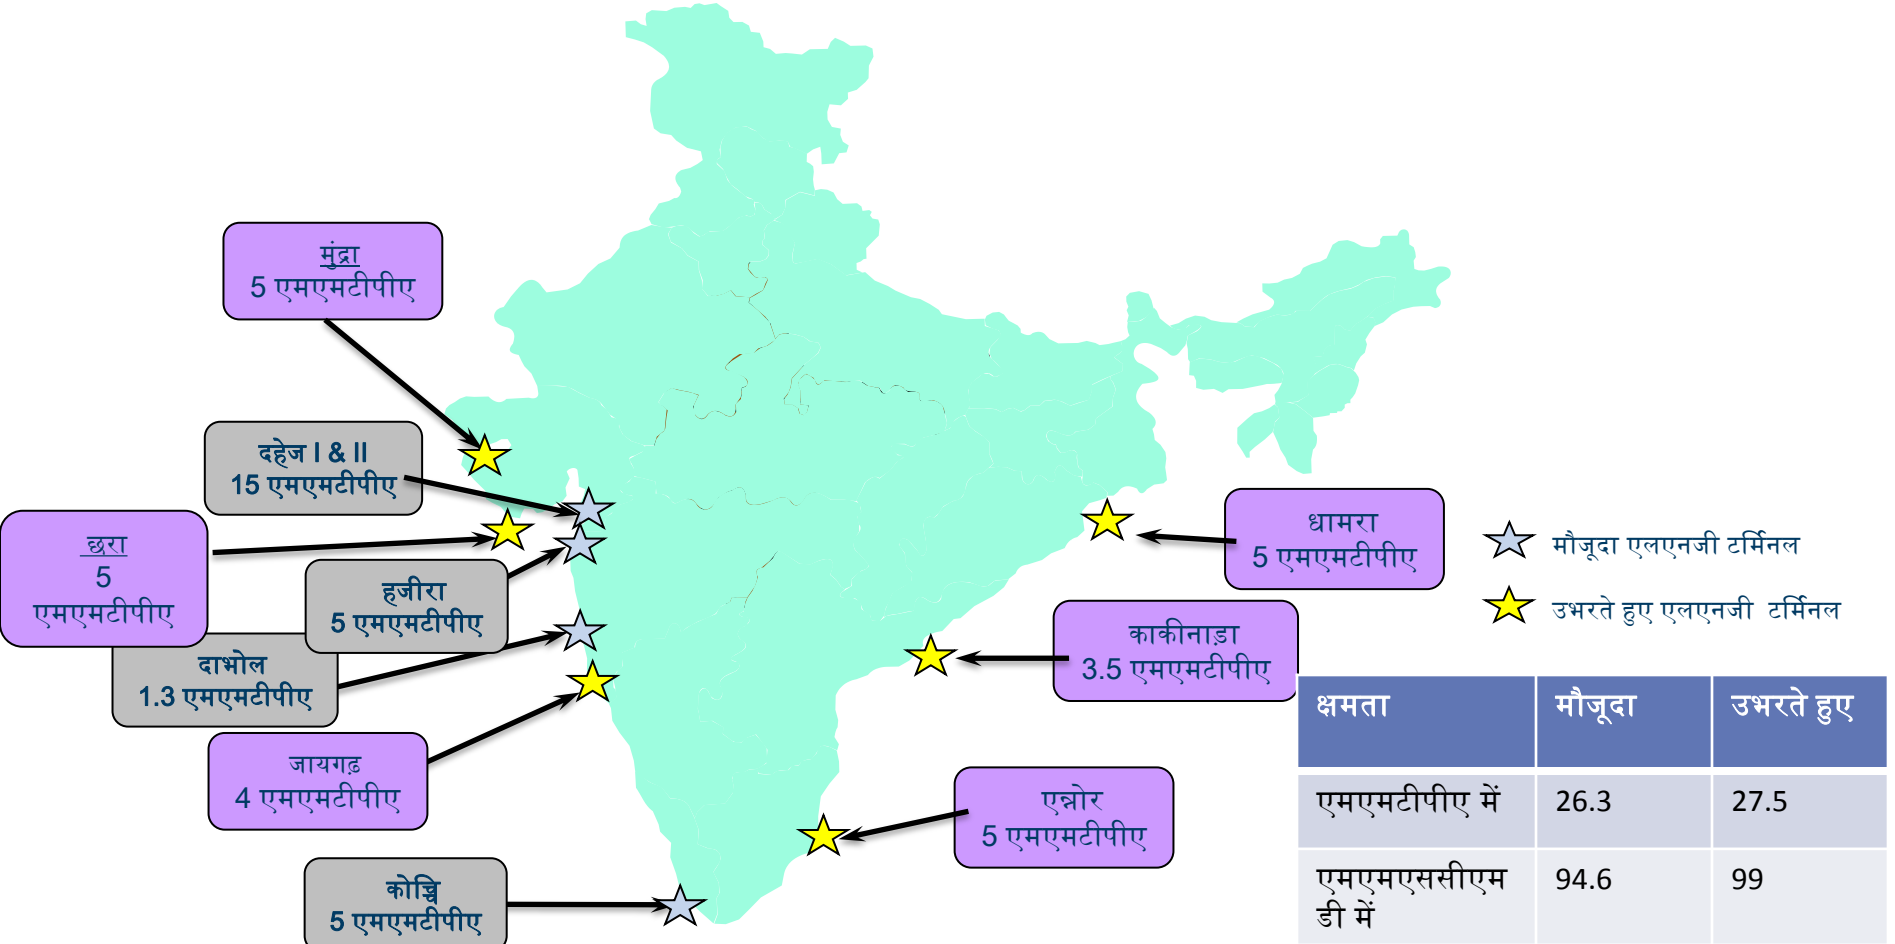 मुंद्रा
5 एमएमटीपीए
दहेज I & II
15 एमएमटीपीए
छरा
5
एमएमटीपीए
हजीरा
5 एमएमटीपीए
दाभोल
1.3 एमएमटीपीए
जायगढ़
4 एमएमटीपीए
कोच्चि
5 एमएमटीपीए
धामरा
5 एमएमटीपीए
काकीनाड़ा
3.5 एमएमटीपीए
एन्नोर
5 एमएमटीपीए
मौजूदा एलएनजी टर्मिनल
उभरते हुए एलएनजी टर्मिनल
क्षमता मौजूदा उभरते हुए
एमएमटीपीए में 26.3 27.5
एमएमएससीएम 94.6 99
डी में